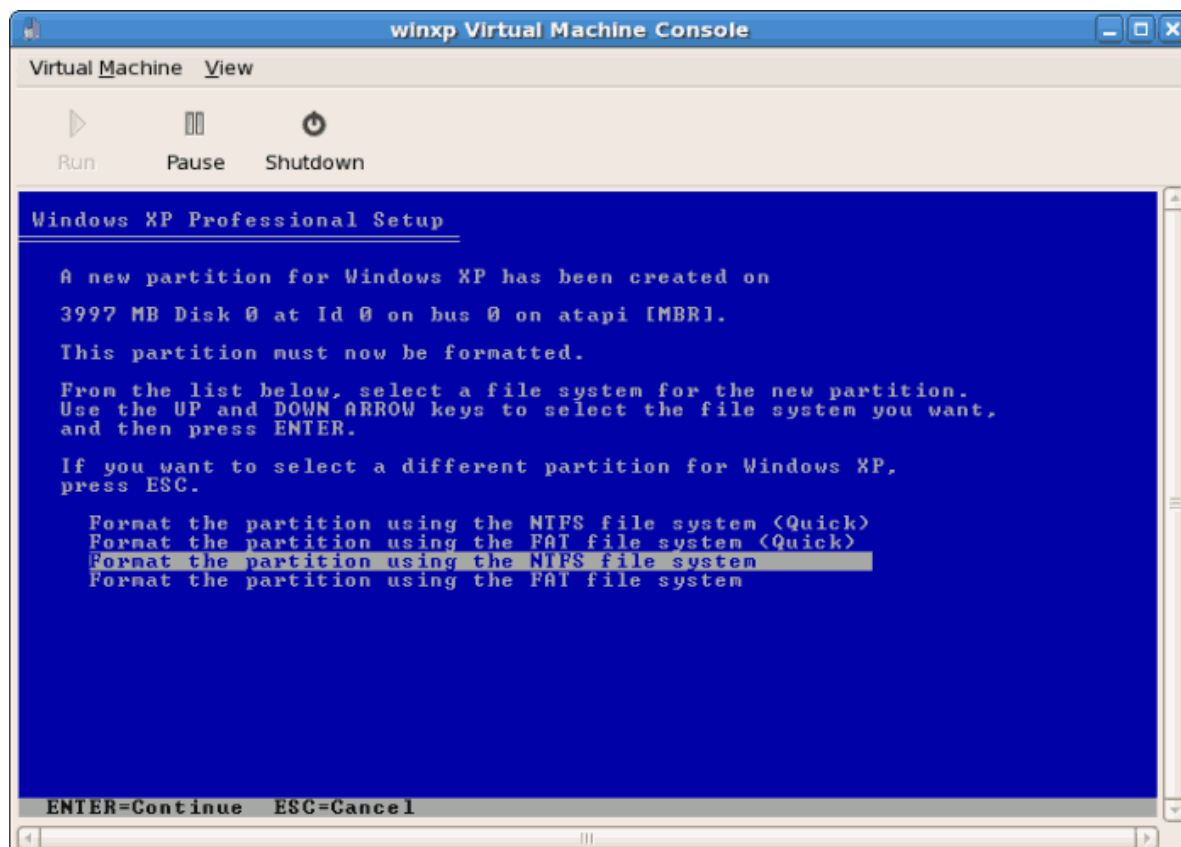 winxp Virtual Machine Console
Virtual Machine View
Run Pause Shutdown
Windows XP Professional Setup
A new partition for Windows XP has been created on
3997 MB Disk 0 at Id 0 on bus 0 on atapi [MBR].
This partition must now be formatted.
From the list below, select a file system for the new partition.
Use the UP and DOWN ARROW keys to select the file system you want,
and then press ENTER.
If you want to select a different partition for Windows XP,
press ESC.
Format the partition using the NTFS file system (Quick)
Format the partition using the FAT file system (Quick)
Format the partition using the NTFS file system
Format the partition using the FAT file system
ENTER=Continue ESC=Cancel